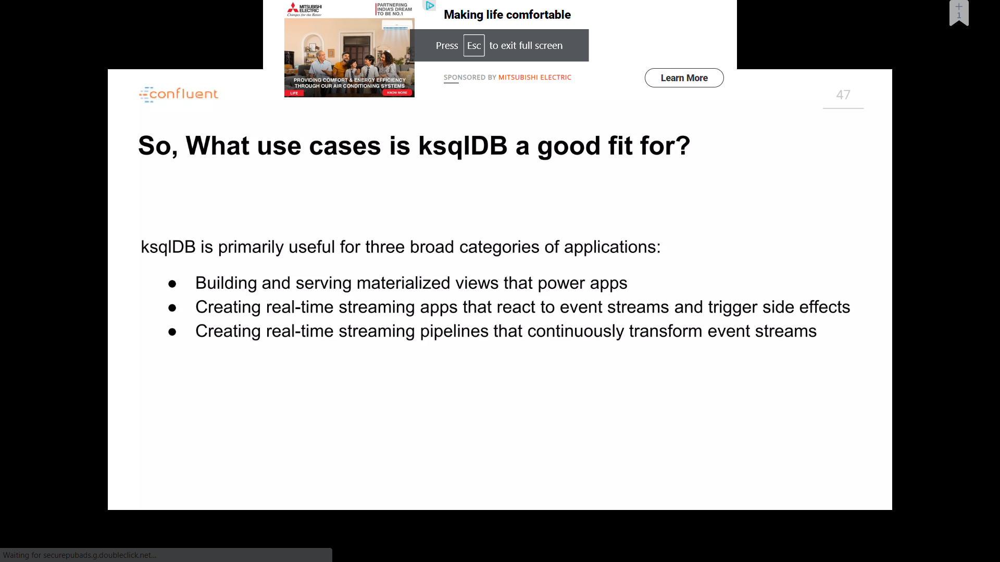 MITSUBISHI
ELECTRIC
Changes for the Better
PARTNERING
INDIA'S DREAM
TO BE NO.1
Making life comfortable
Press Esc to exit full screen
PROVIDING COMFORT & ENERGY EFFICIENCY
THROUGH OUR AIR CONDITIONING SYSTEMS
LIFE
KNOW MORE
SPONSORED BY MITSUBISHI ELECTRIC
Learn More
+
1
confluent
47
So, What use cases is ksqlDB a good fit for?
ksqlDB is primarily useful for three broad categories of applications:
● Building and serving materialized views that power apps
● Creating real-time streaming apps that react to event streams and trigger side effects
● Creating real-time streaming pipelines that continuously transform event streams
Waiting for securepubads.g.doubleclick.net...